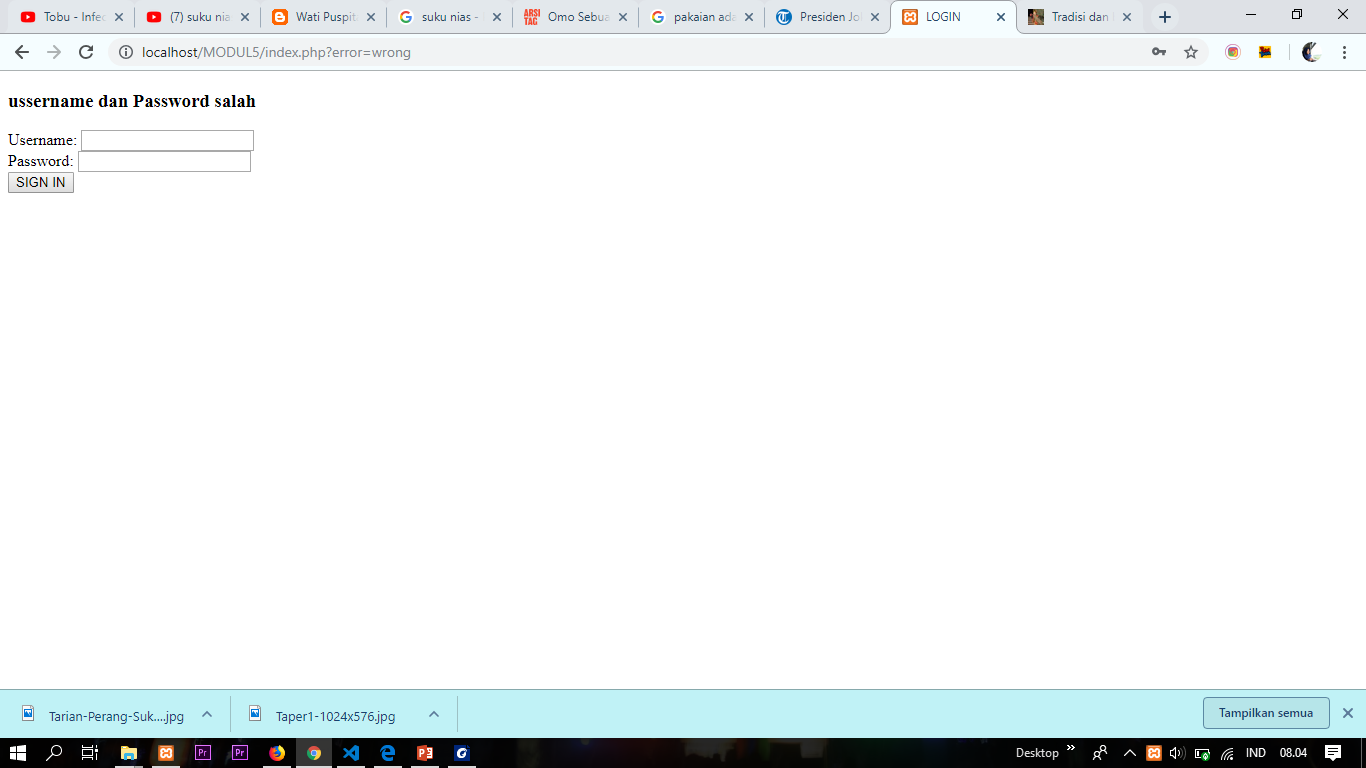 Tobu - Infec
(7) suku nia
Wati Puspit
suku nias -
ARSI TAG
Omo Sebua
pakaian ada
Presiden Jo
LOGIN
Tradisi dan
localhost/MODUL5/index.php?error=wrong
ussername dan Password salah
Username:
Password:
SIGN IN
Tarian-Perang-Suk....jpg
Taper1-1024x576.jpg
Tampilkan semua
Pr
Pr
Desktop
IND
08.04